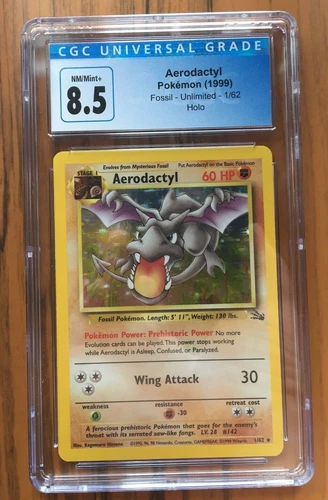 CGC UNIVERSAL GRADE
NM/Mint+
8.5
Aerodactyl
Pokémon (1999)
Fossil - Unlimited - 1/62
Holo
Evolves from Mysterious Fossil
Put Aerodactyl on the Basic Pokémon
STAGE 1
Aerodactyl
60 HP
Fossil Pokémon. Length: 5' 11", Weight: 130 lbs.
Pokémon Power: Prehistoric Power No more
Evolution cards can be played. This power stops working
while Aerodactyl is Asleep, Confused, or Paralyzed.
Wing Attack 30
weakness
resistance
retreat cost
-30
A ferocious, prehistoric Pokémon that goes for the enemy's
throat with its serrated saw-like fangs. LV. 28 #142
Illus. Kagemaru Himeno
1/62